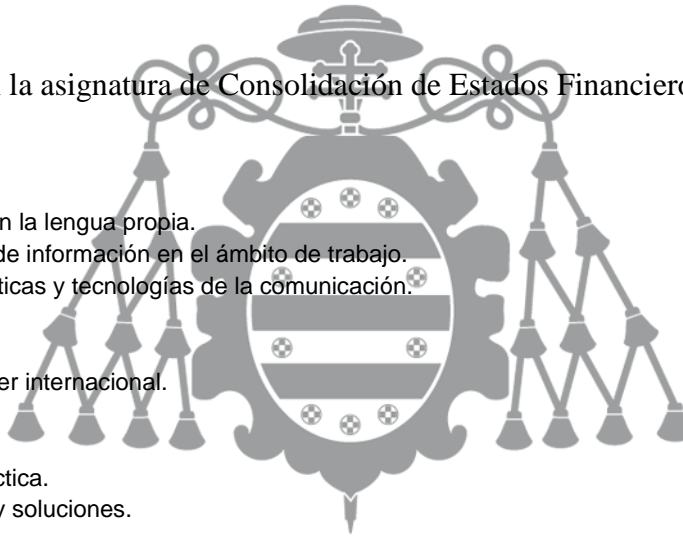 la asignatura de Consolidación de Estados Financiero
n la lengua propia.
de información en el ámbito de trabajo.
ticas y tecnologías de la comunicación.
er internacional.
ctica.
y soluciones.